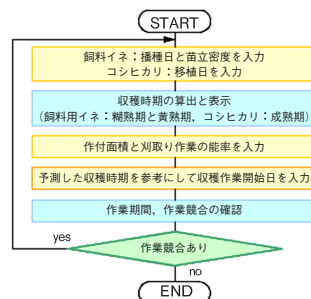 START
飼料イネ：播種日と苗立密度を入力
コシヒカリ：移植日を入力
収穫時期の算出と表示
（飼料用イネ：糊熟期と黄熟期，コシヒカリ：成熟期）
作付面積と刈取り作業の能率を入力
予測した収穫時期を参考にして収穫作業開始日を入力
作業期間、作業競合の確認
yes
作業競合あり
no
END